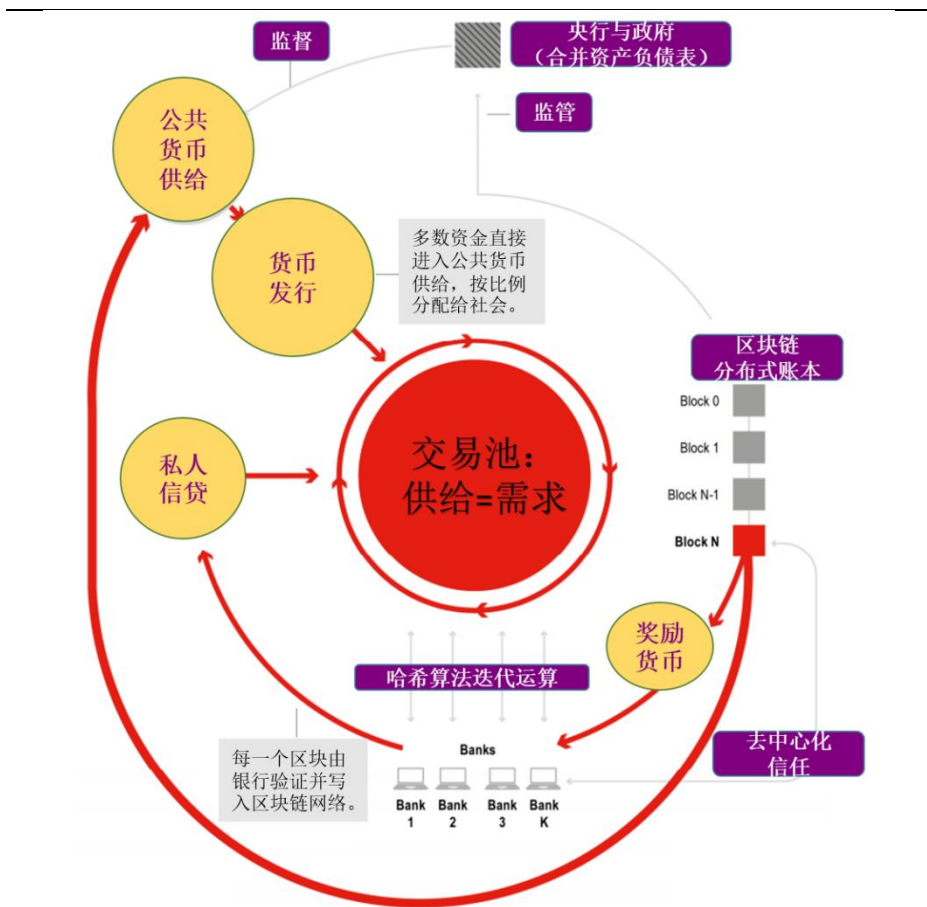 监督
央行与政府
（合并资产负债表）
监管
公共
货币
供给
货币
发行
多数资金直接
进入公共货币
供给，按比例
分配给社会。
区块链
分布式账本
Block 0
Block 1
Block N-1
Block N
私人
信贷
交易池：
供给=需求
奖励
货币
哈希算法迭代运算
每一个区块由
银行验证并写
入区块链网络。
Banks
Bank
1
Bank
2
Bank
3
Bank
K
去中心化
信任